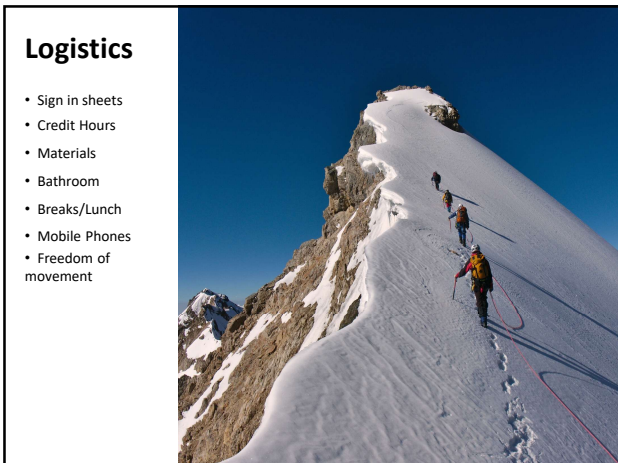 Logistics
• Sign in sheets
• Credit Hours
• Materials
• Bathroom
• Breaks/Lunch
• Mobile Phones
• Freedom of
movement